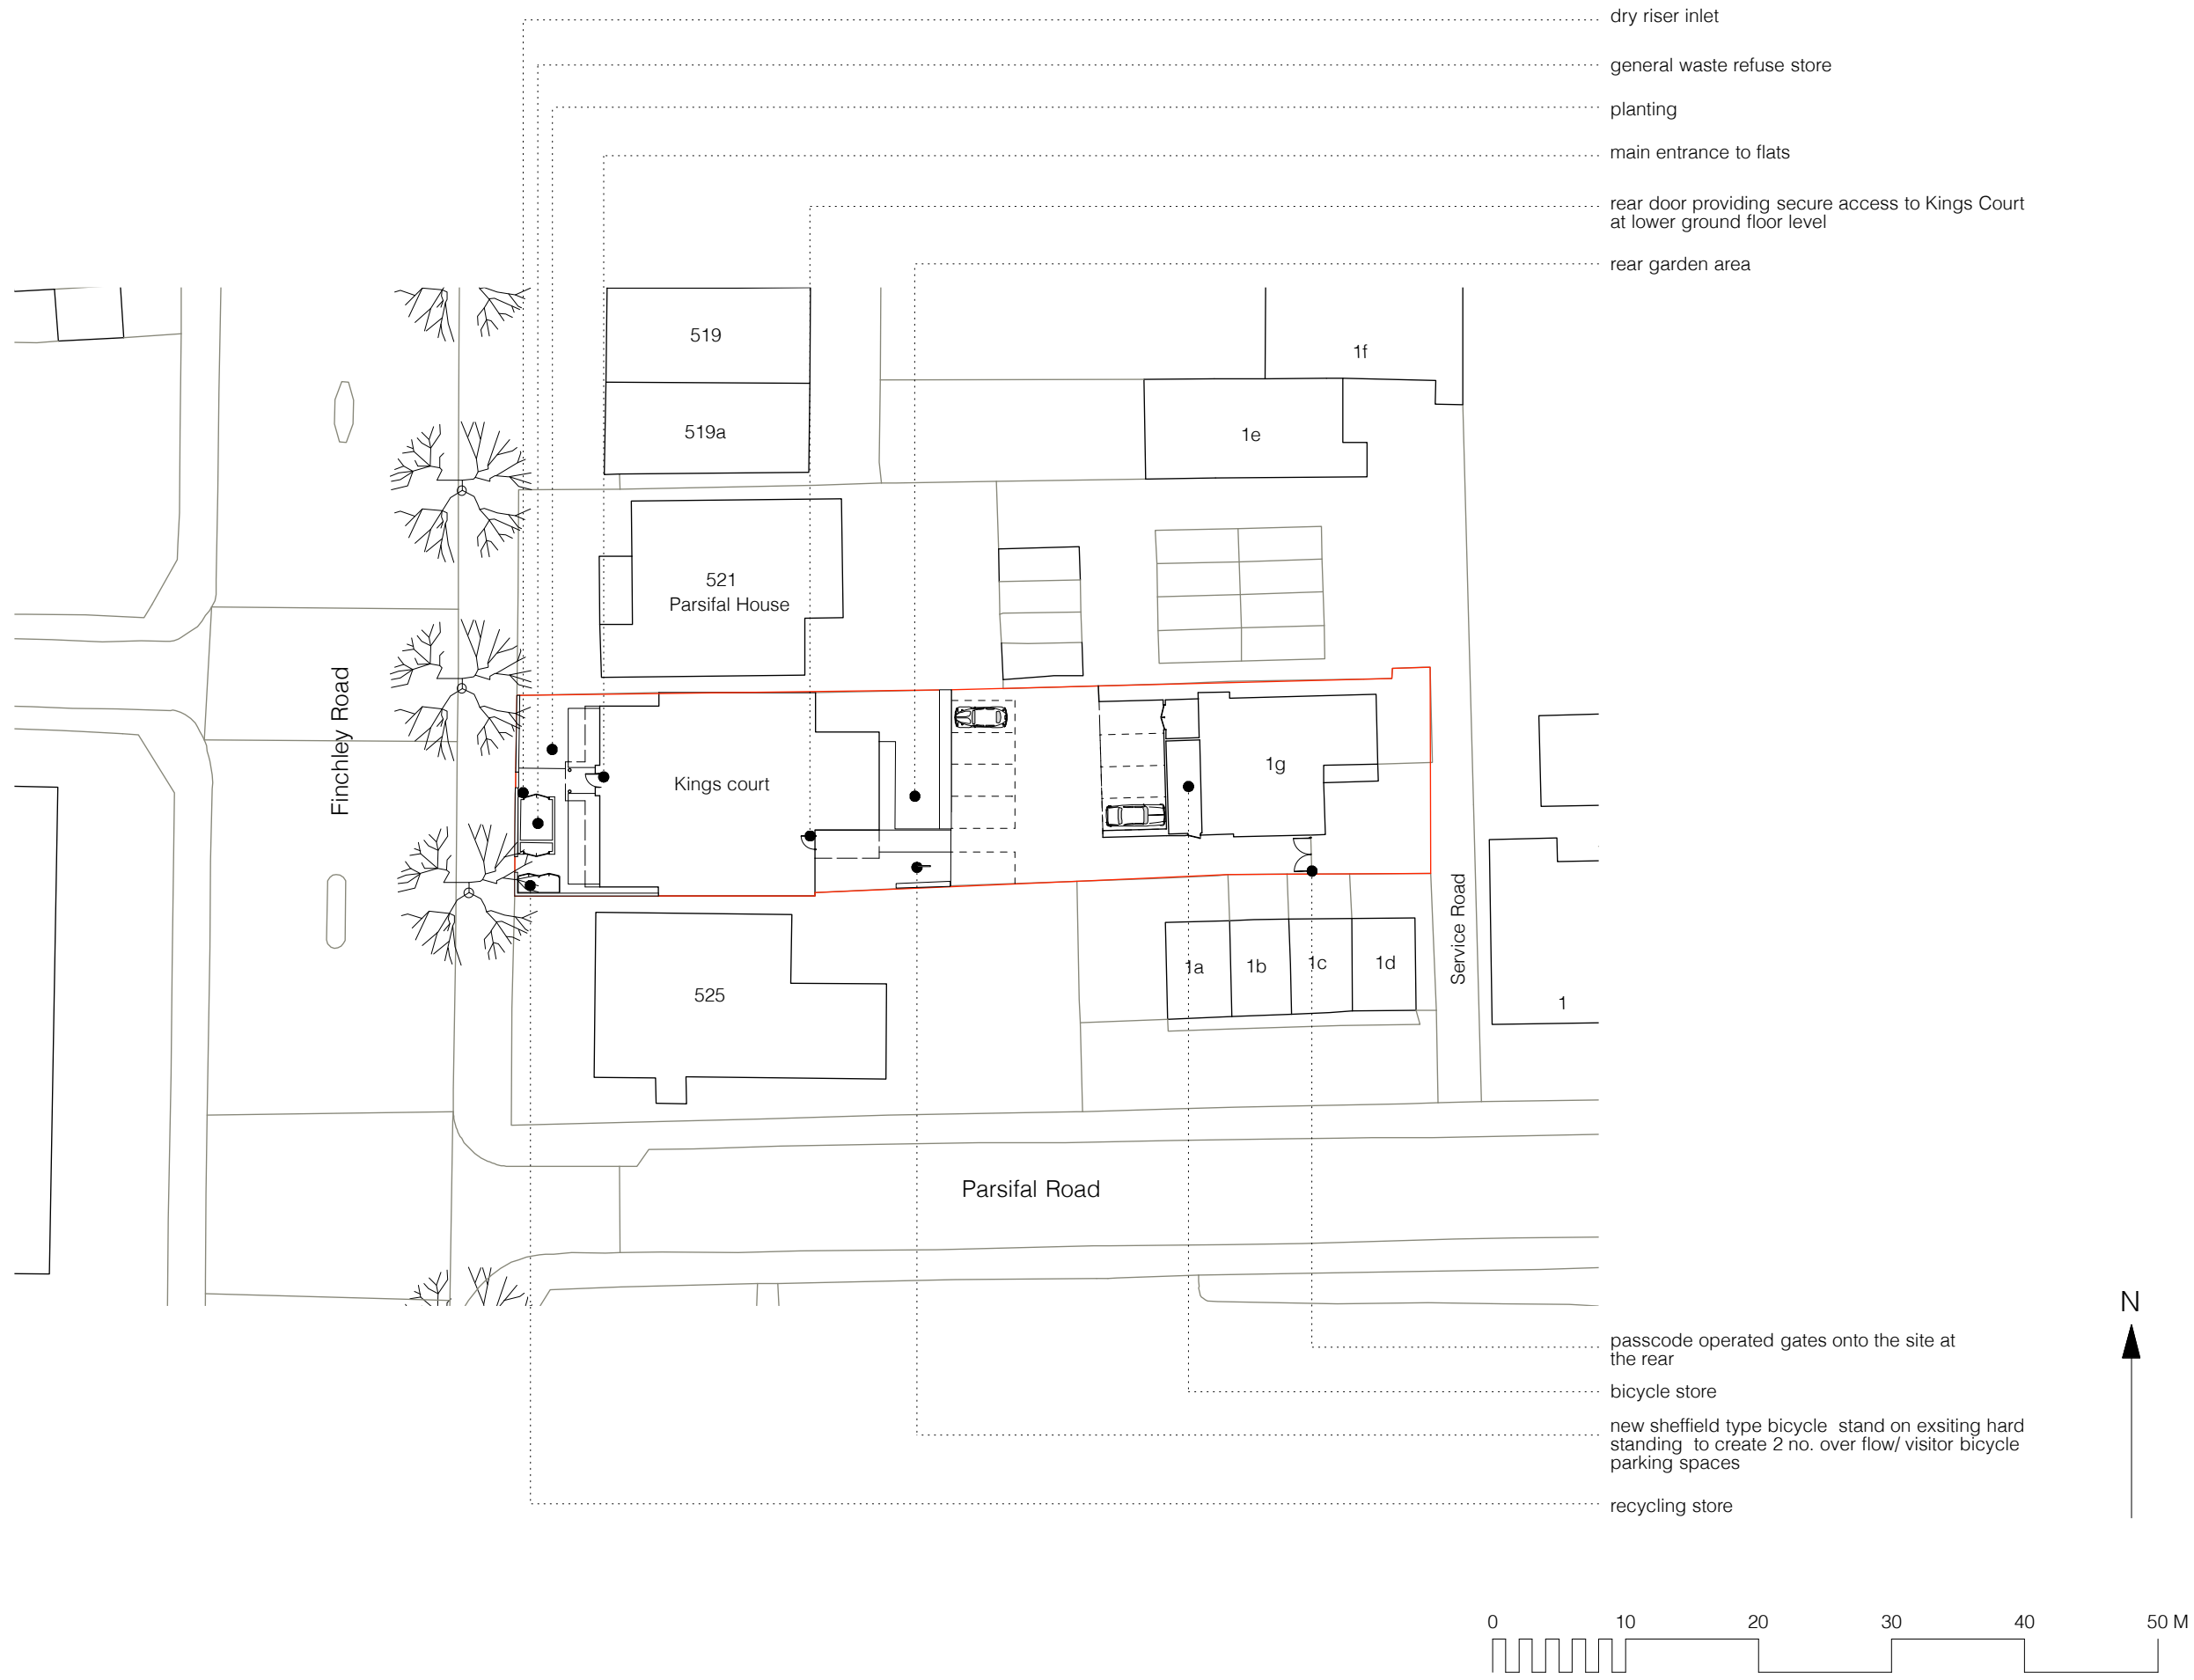 dry riser inlet
general waste refuse store
planting
main entrance to flats
rear door providing secure access to Kings Court
at lower ground floor level
rear garden area
519
1f
519a
1e
521
Parsifal House
Finchley Road
Kings court
1g
Service Road
1a
1b
1c
1d
525
1
Parsifal Road
N
passcode operated gates onto the site at
the rear
bicycle store
new sheffield type bicycle stand on exsiting hard
standing to create 2 no. over flow/ visitor bicycle
parking spaces
recycling store
0 10 20 30 40 50 M